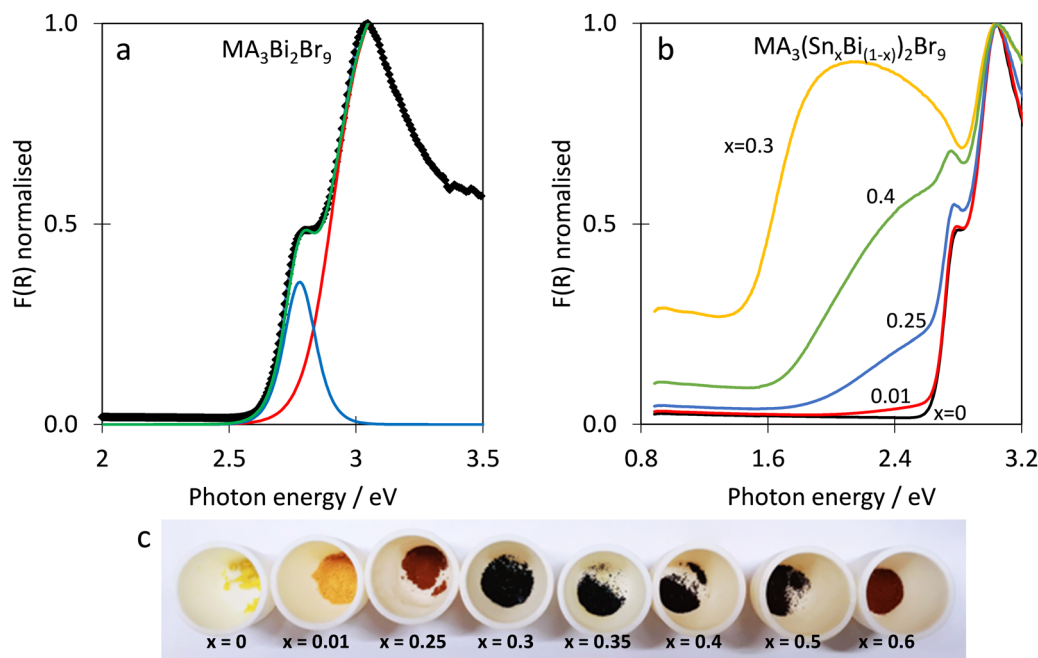 a
MA₃Bi₂Br₉
F(R) normalised
1.0
0.5
0.0
2
2.5
3
3.5
Photon energy / eV
b
MA₃(SnₓBi₍₁₋ₓ₎)₂Br₉
F(R) nromalised
1.0
0.5
0.0
x=0.3
0.4
0.25
0.01
x=0
0.8
1.6
2.4
3.2
Photon energy / eV
c
x = 0
x = 0.01
x = 0.25
x = 0.3
x = 0.35
x = 0.4
x = 0.5
x = 0.6